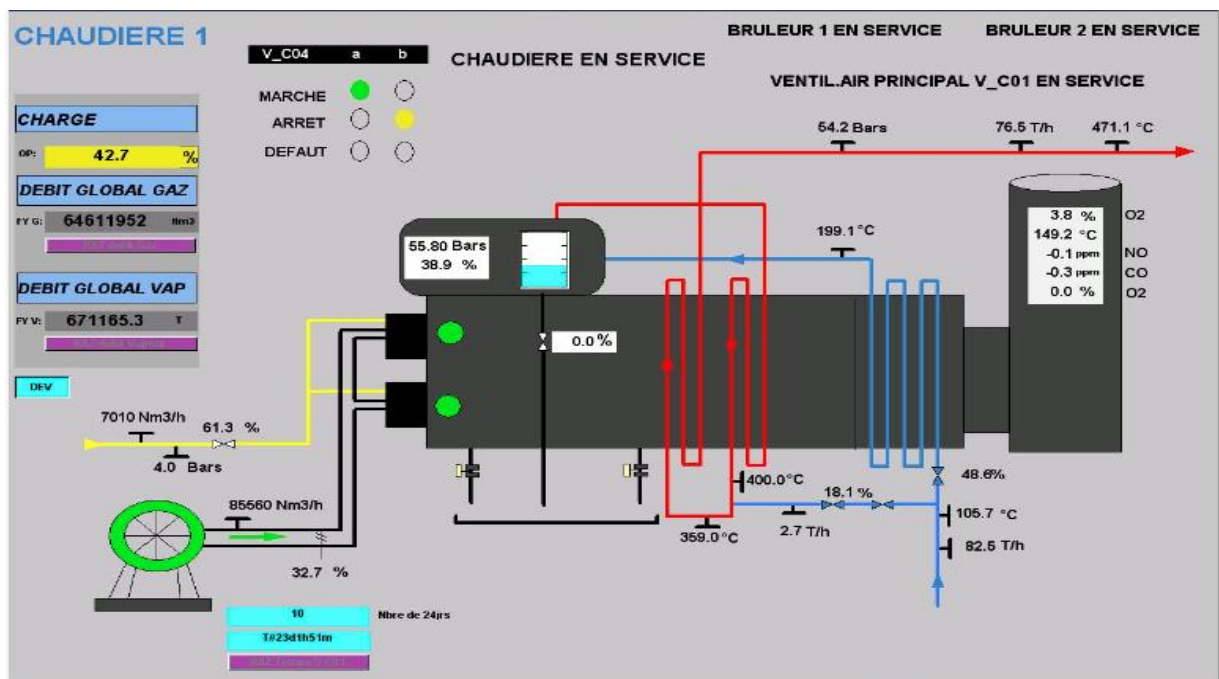 CHAUDIERE 1
V_C04 a b
MARCHE
ARRET
DEFAUT
CHAUDIERE EN SERVICE
BRULEUR 1 EN SERVICE
BRULEUR 2 EN SERVICE
VENTIL.AIR PRINCIPAL V_C01 EN SERVICE
CHARGE
OP: 42.7 %
DEBIT GLOBAL GAZ
FY G: 64611952 Nm3
DEBIT GLOBAL VAP
FY V: 671165.3 T
DEV
54.2 Bars
76.5 T/h
471.1 °C
3.8 % O2
149.2 °C
-0.1 ppm NO
-0.3 ppm CO
0.0 % O2
55.80 Bars
38.9 %
199.1°C
0.0 %
7010 Nm3/h
61.3 %
4.0 Bars
85560 Nm3/h
32.7 %
400.0°C
359.0°C
18.1 %
2.7 T/h
48.6%
105.7 °C
82.5 T/h
10 Nbre de 24jrs
T#23d1h51m